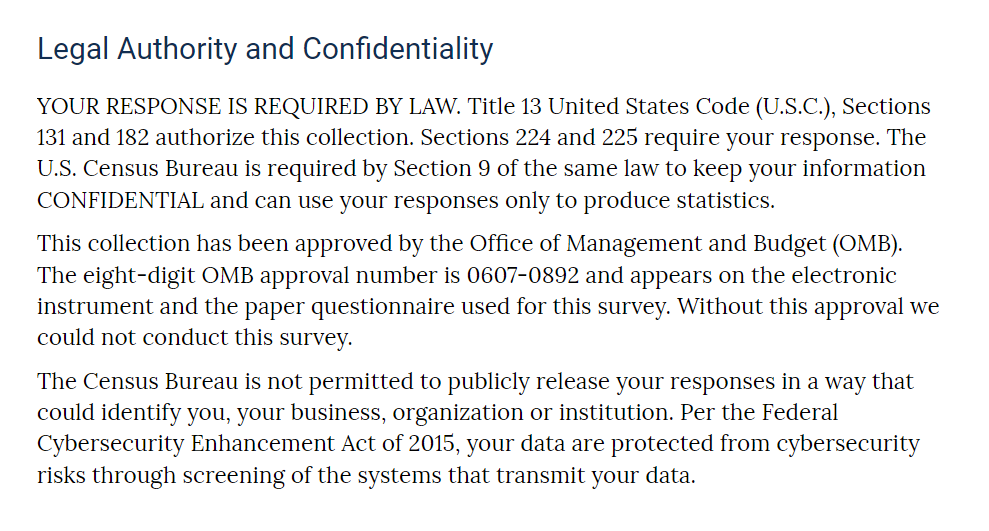 Legal Authority and Confidentiality
YOUR RESPONSE IS REQUIRED BY LAW. Title 13 United States Code (U.S.C.), Sections
131 and 182 authorize this collection. Sections 224 and 225 require your response. The
U.S. Census Bureau is required by Section 9 of the same law to keep your information
CONFIDENTIAL and can use your responses only to produce statistics.
This collection has been approved by the Office of Management and Budget (OMB).
The eight-digit OMB approval number is 0607-0892 and appears on the electronic
instrument and the paper questionnaire used for this survey. Without this approval we
could not conduct this survey.
The Census Bureau is not permitted to publicly release your responses in a way that
could identify you, your business, organization or institution. Per the Federal
Cybersecurity Enhancement Act of 2015, your data are protected from cybersecurity
risks through screening of the systems that transmit your data.